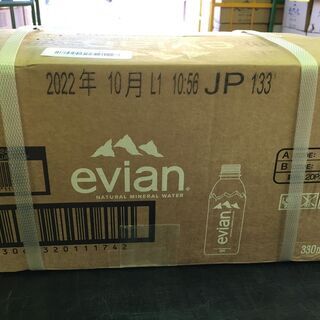 2022年 10月 L1 10:56 JP 133
evian
NATURAL MINERAL WATER
A
B
evian
330